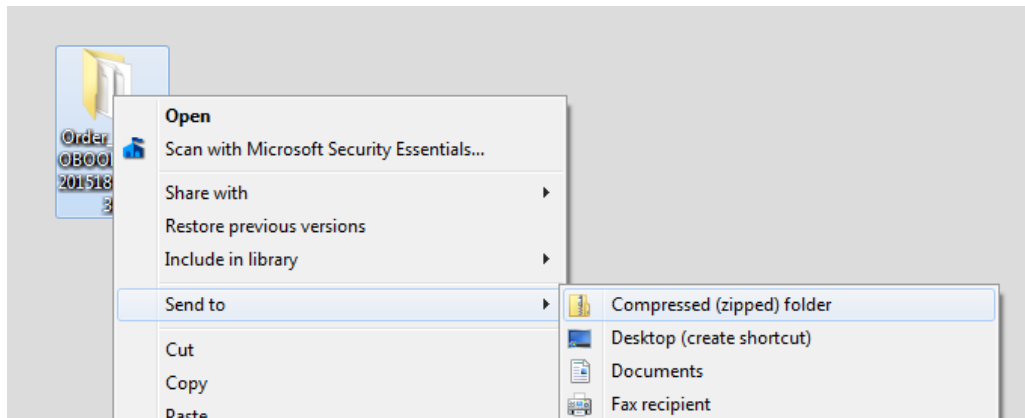 Order_
OBOO
201518
3
Open
Scan with Microsoft Security Essentials...
Share with
Restore previous versions
Include in library
Send to
Compressed (zipped) folder
Desktop (create shortcut)
Documents
Fax recipient
Cut
Copy
Paste